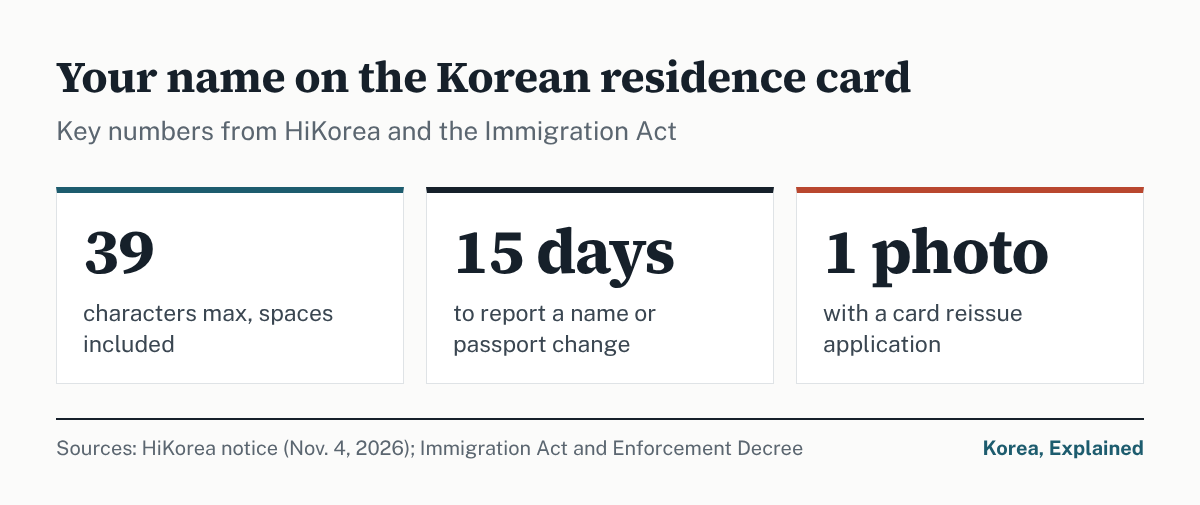 Your name on the Korean residence card
Key numbers from HiKorea and the Immigration Act
39
characters max, spaces
included
15 days
to report a name or
passport change
1 photo
with a card reissue
application
Sources: HiKorea notice (Nov. 4, 2026); Immigration Act and Enforcement Decree
Korea, Explained